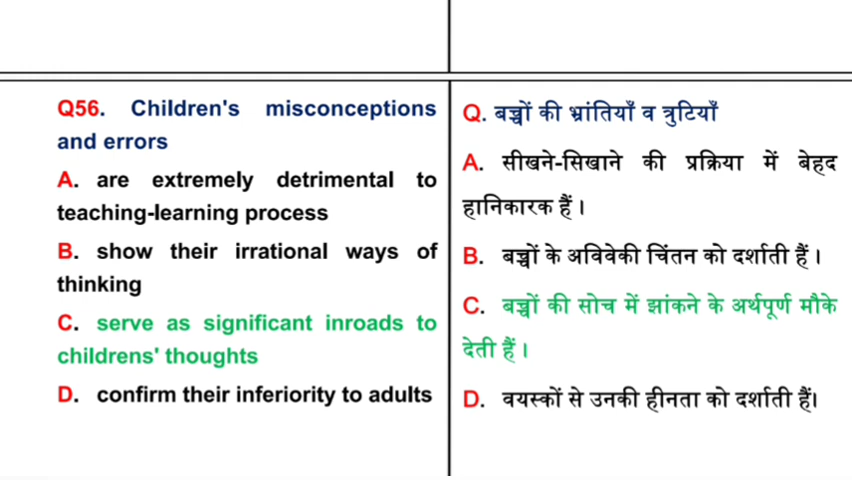 Q56. Children's misconceptions
and errors
A. are extremely detrimental to
teaching-learning process
B. show their irrational ways of
thinking
C. serve as significant inroads to
childrens' thoughts
D. confirm their inferiority to adults
Q. बच्चों की भ्रांतियाँ व त्रुटियाँ
A. सीखने-सिखाने की प्रक्रिया में बेहद
हानिकारक हैं।
B. बच्चों के अविवेकी चिंतन को दर्शाती हैं।
C. बच्चों की सोच में झांकने के अर्थपूर्ण मौके
देती हैं।
D. वयस्कों से उनकी हीनता को दर्शाती हैं।